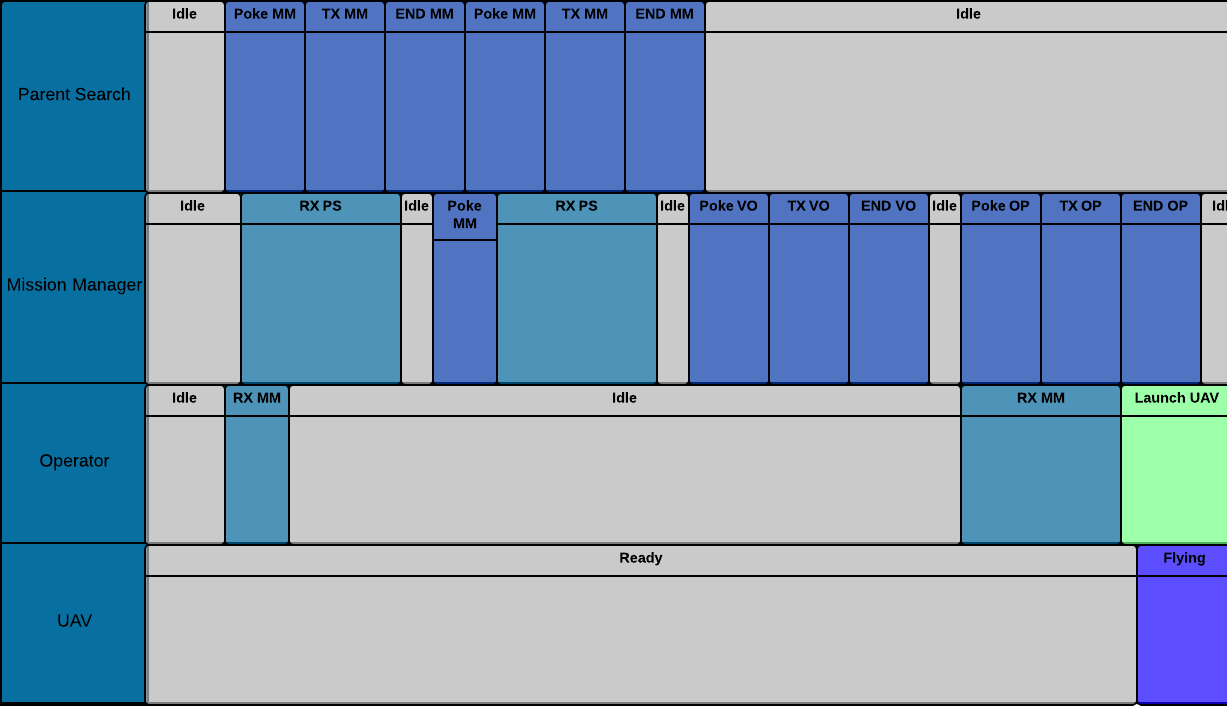 Idle
Poke MM
TX MM
END MM
Poke MM
TX MM
END MM
Idle
Parent Search
Idle
RX PS
Idle
Poke
MM
RX PS
Idle
Poke VO
TX VO
END VO
Idle
Poke OP
TX OP
END OP
Mission Manager
Idle
RX MM
Idle
RX MM
Launch UAV
Operator
Ready
Flying
UAV